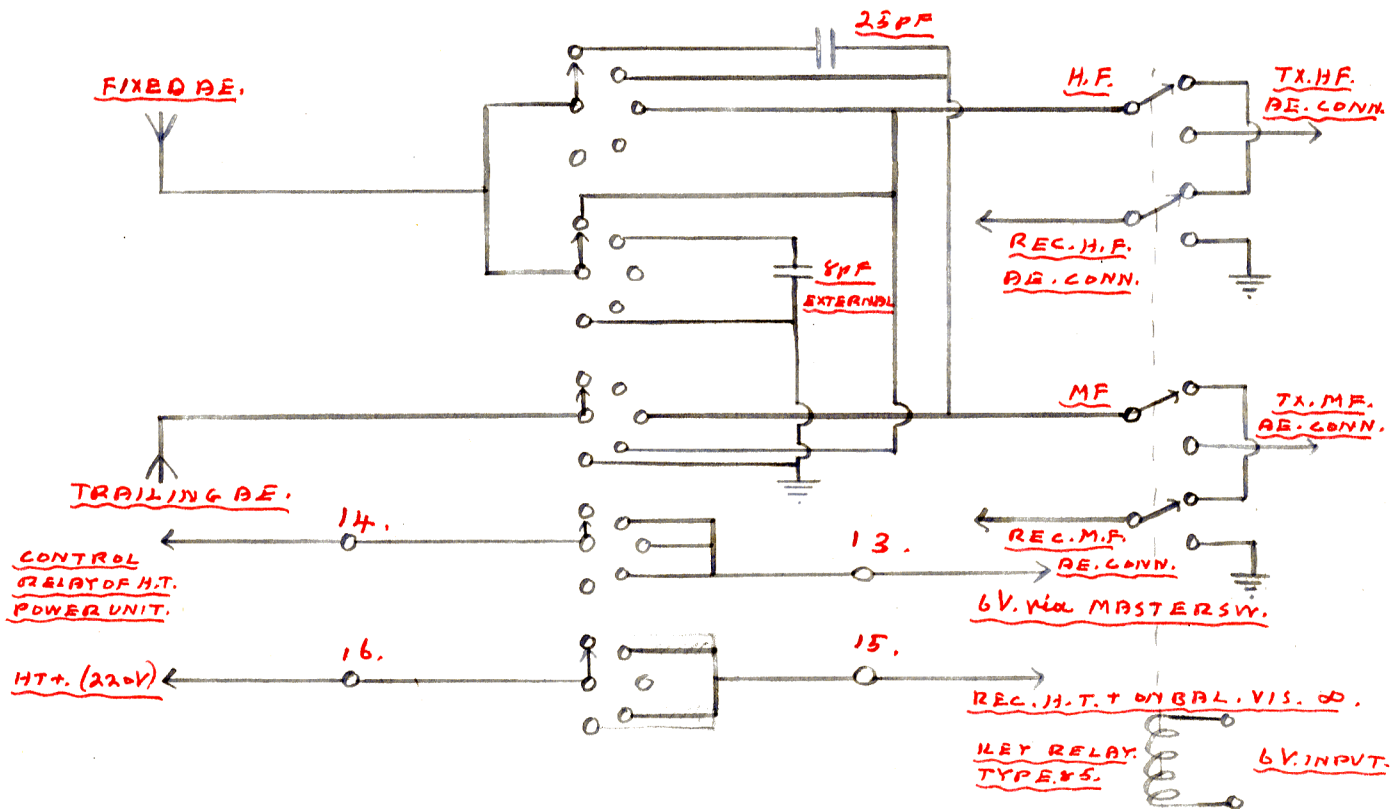 25pF
FIXED AE.
H.F.
TX.HF.
AE.CONN.
REC.H.F.
AE.CONN.
8pF
EXTERNAL
MF
TX.M.F.
AE.CONN.
TRAILING AE.
14.
CONTROL
RELAY OF H.T.
POWER UNIT.
13.
REC.M.F.
AE.CONN.
6V. via MASTER SW.
16.
15.
HT+.(220V)
REC.H.T.+ ON BAL. VIS. ∞.
KEY RELAY.
TYPE.85.
6V.INPUT.